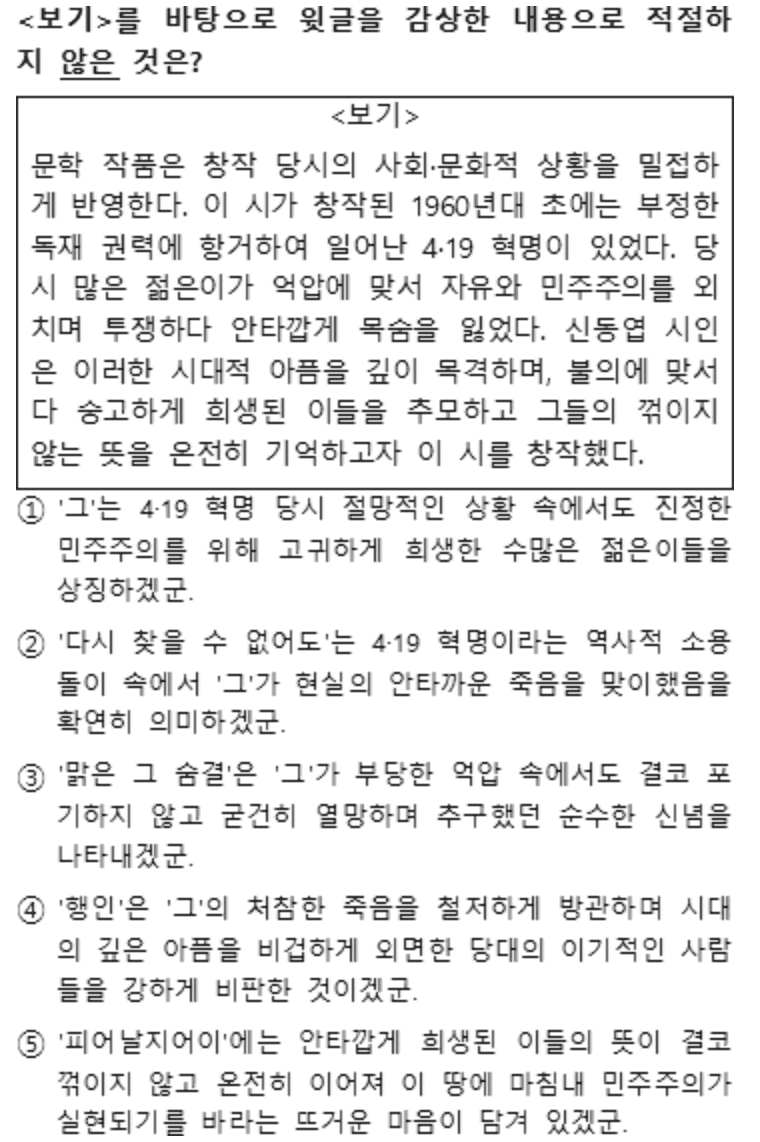 <보기>를 바탕으로 윗글을 감상한 내용으로 적절하
지 않은 것은?
<보기>
문학 작품은 창작 당시의 사회·문화적 상황을 밀접하
게 반영한다. 이 시가 창작된 1960년대 초에는 부정한
독재 권력에 항거하여 일어난 4·19 혁명이 있었다. 당
시 많은 젊은이가 억압에 맞서 자유와 민주주의를 외
치며 투쟁하다 안타깝게 목숨을 잃었다. 신동엽 시인
은 이러한 시대적 아픔을 깊이 목격하며, 불의에 맞서
다 숭고하게 희생된 이들을 추모하고 그들의 꺾이지
않는 뜻을 온전히 기억하고자 이 시를 창작했다.
① '그'는 4·19 혁명 당시 절망적인 상황 속에서도 진정한
민주주의를 위해 고귀하게 희생한 수많은 젊은이들을
상징하겠군.
② '다시 찾을 수 없어도'는 4·19 혁명이라는 역사적 소용
돌이 속에서 '그'가 현실의 안타까운 죽음을 맞이했음을
확연히 의미하겠군.
③ '맑은 그 숨결'은 '그'가 부당한 억압 속에서도 결코 포
기하지 않고 굳건히 열망하며 추구했던 순수한 신념을
나타내겠군.
④ '행인'은 '그'의 처참한 죽음을 철저하게 방관하며 시대
의 깊은 아픔을 비겁하게 외면한 당대의 이기적인 사람
들을 강하게 비판한 것이겠군.
⑤ '피어날지어이'에는 안타깝게 희생된 이들의 뜻이 결코
꺾이지 않고 온전히 이어져 이 땅에 마침내 민주주의가
실현되기를 바라는 뜨거운 마음이 담겨 있겠군.